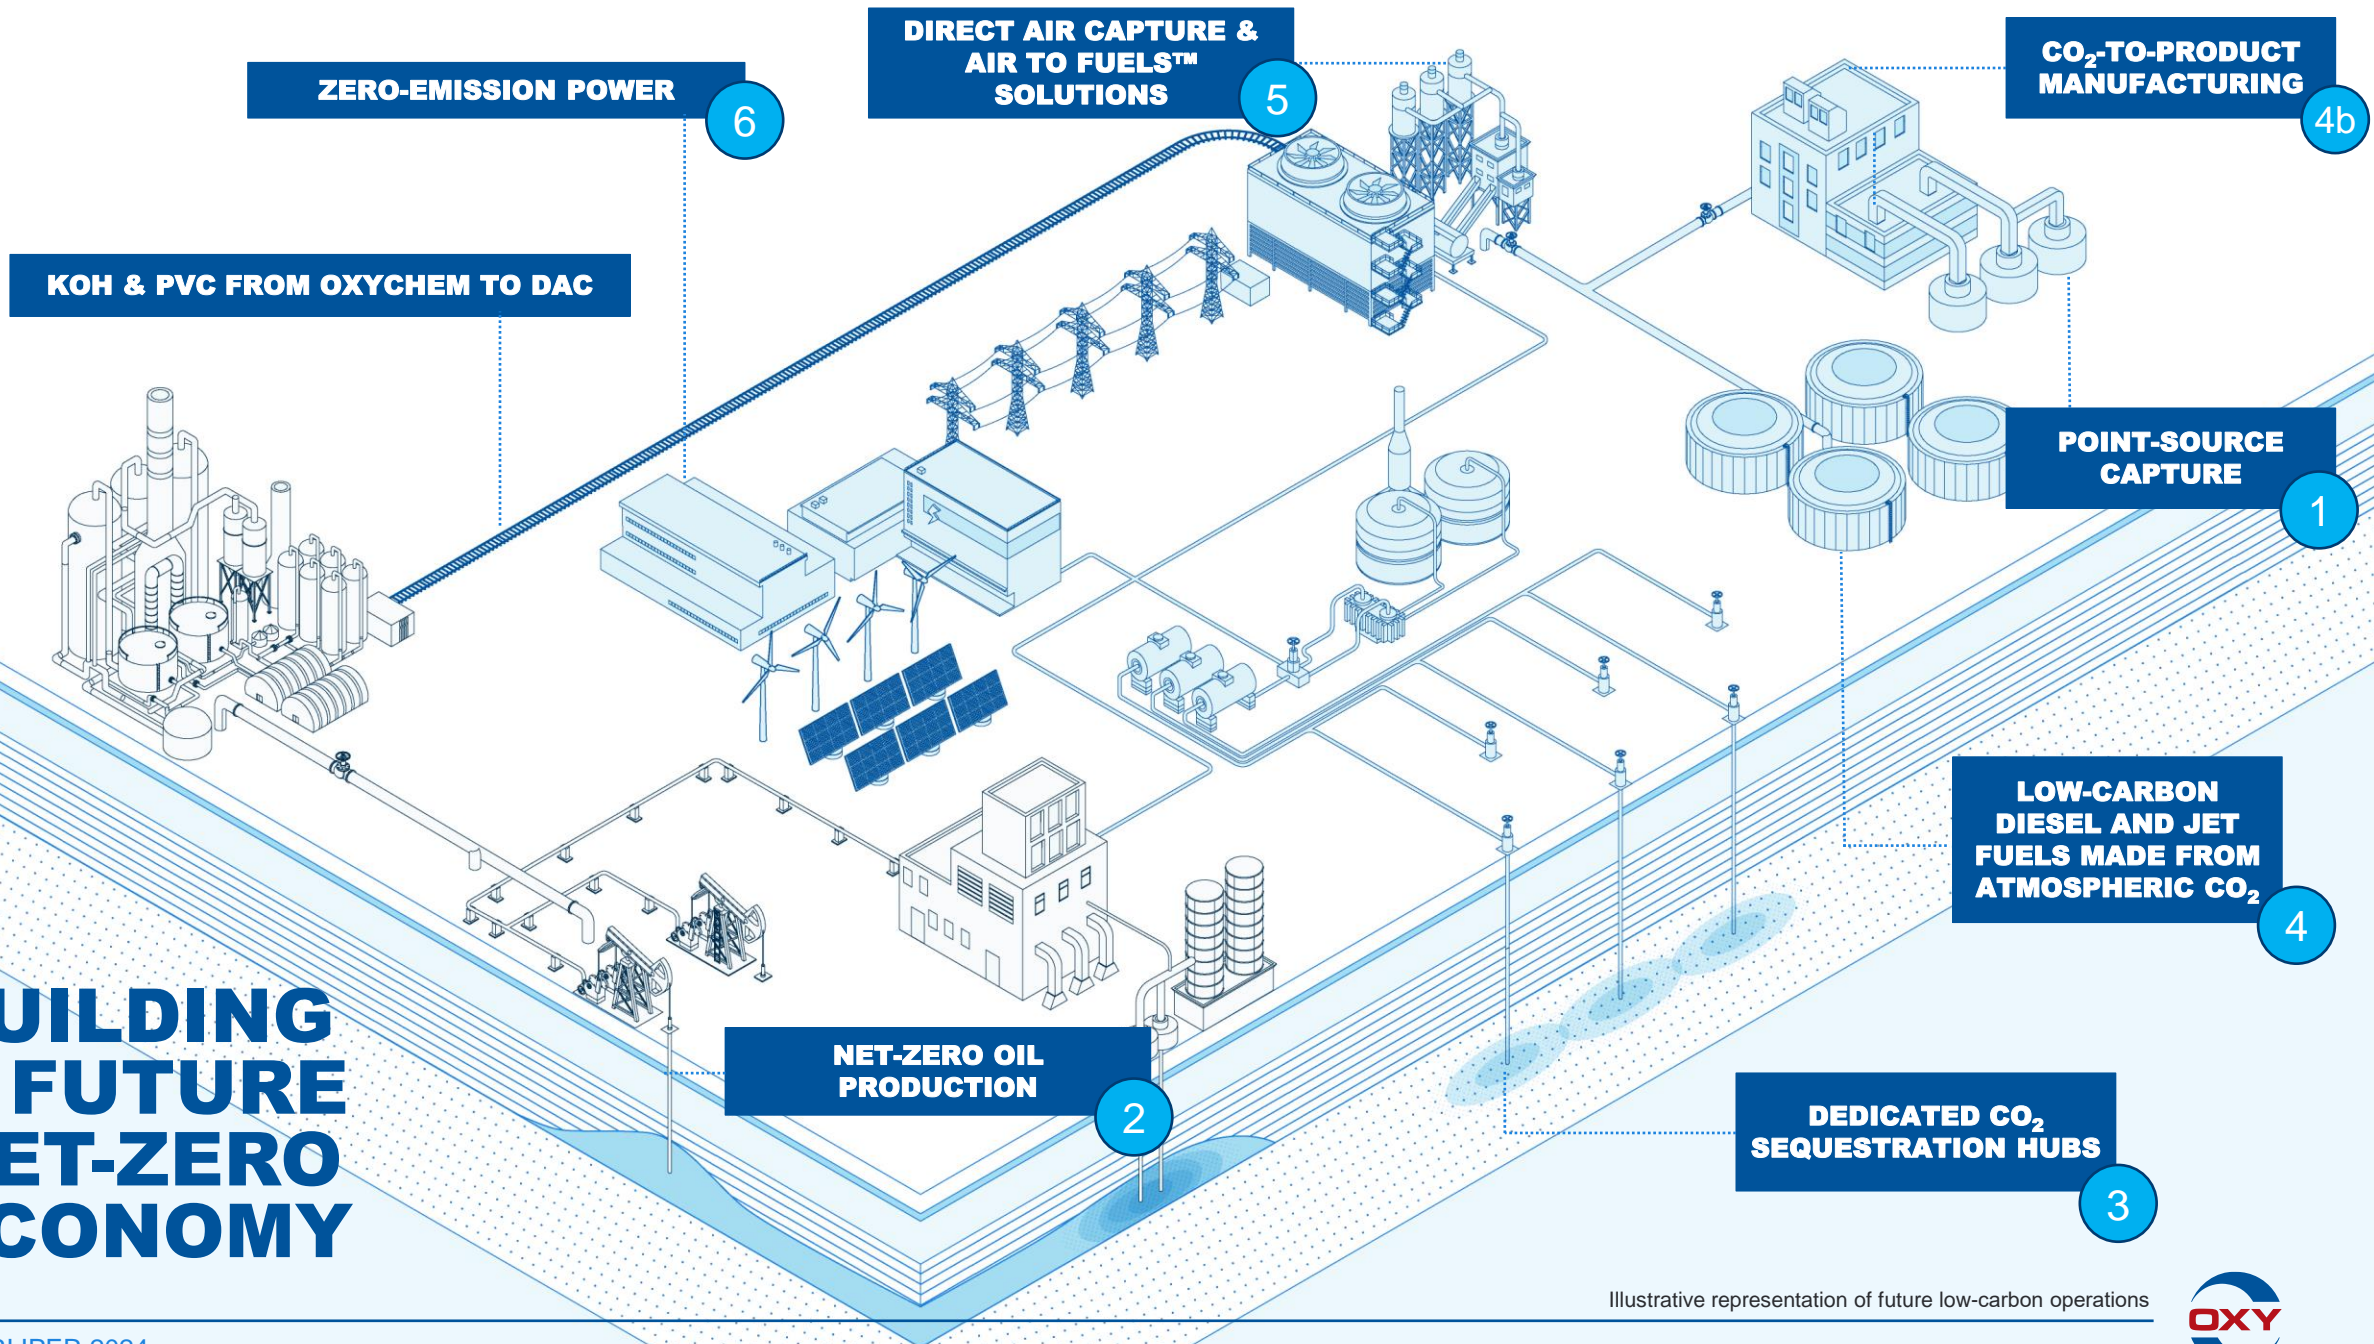 DIRECT AIR CAPTURE &
AIR TO FUELS™
SOLUTIONS
5
CO₂-TO-PRODUCT
MANUFACTURING
4b
ZERO-EMISSION POWER
6
KOH & PVC FROM OXYCHEM TO DAC
POINT-SOURCE
CAPTURE
1
LOW-CARBON
DIESEL AND JET
FUELS MADE FROM
ATMOSPHERIC CO₂
4
NET-ZERO OIL
PRODUCTION
2
DEDICATED CO₂
SEQUESTRATION HUBS
3
UILDING
FUTURE
ET-ZERO
CONOMY
Illustrative representation of future low-carbon operations
OXY